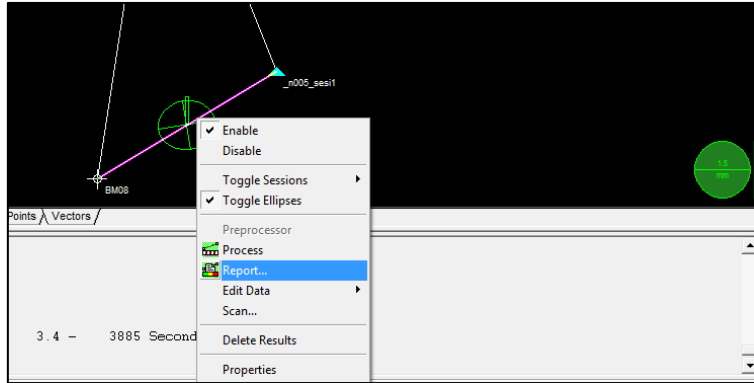 _n005_sesi1
BM08
1.5
mm
Points
Vectors
Enable
Disable
Toggle Sessions
Toggle Ellipses
Preprocessor
Process
Report...
Edit Data
Scan...
Delete Results
Properties
3.4 - 3885 Second